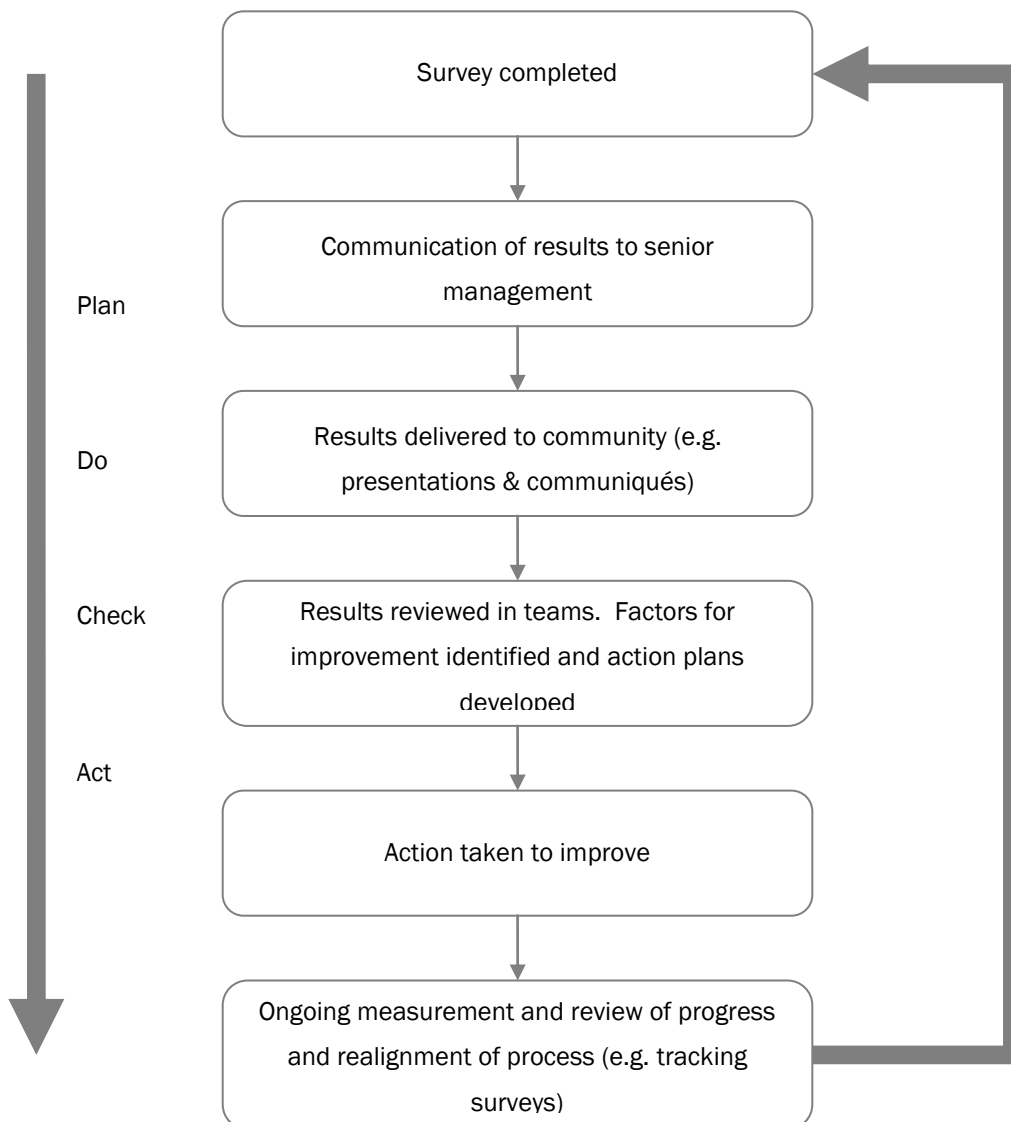 Survey completed
Communication of results to senior
management
Plan
Results delivered to community (e.g.
presentations & communiqués)
Do
Results reviewed in teams.  Factors for
improvement identified and action plans
developed
Check
Act
Action taken to improve
Ongoing measurement and review of progress
and realignment of process (e.g. tracking
surveys)